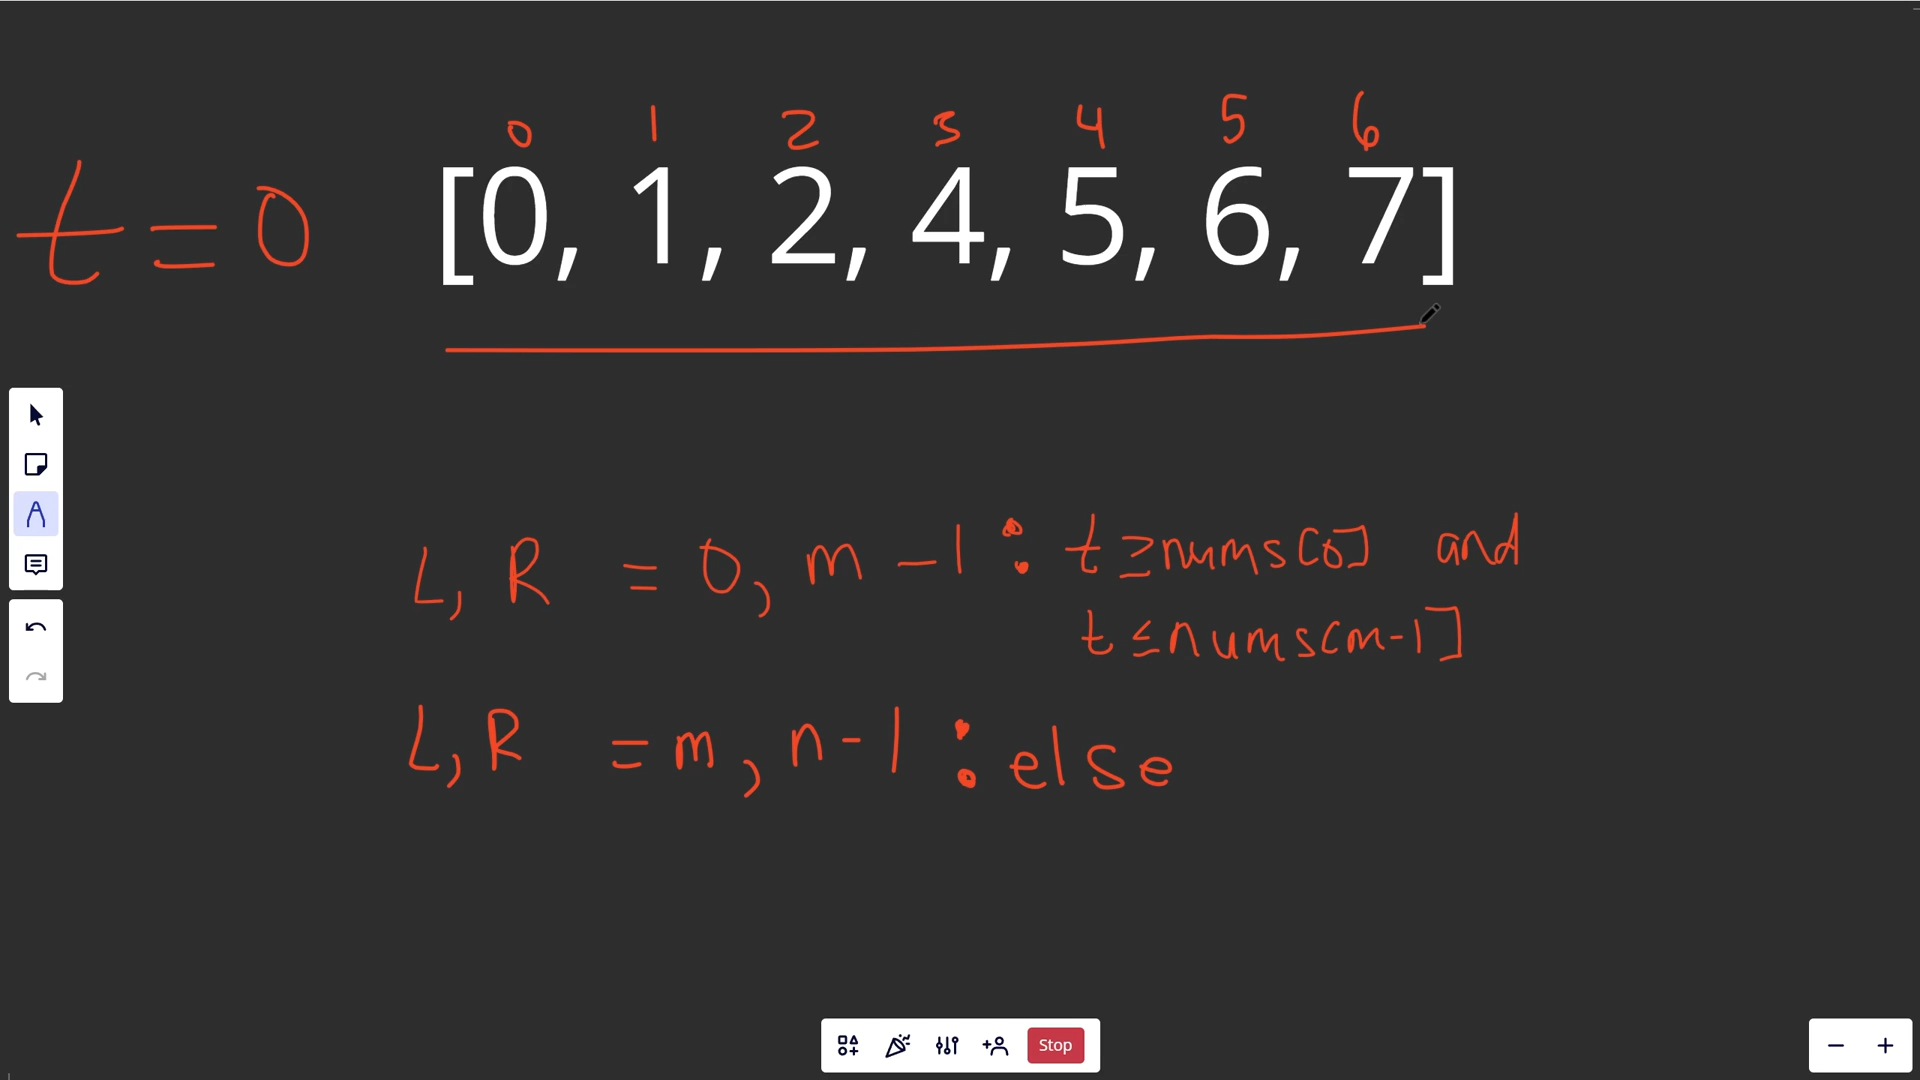 0 1 2 3 4 5 6
t = 0 [0, 1, 2, 4, 5, 6, 7]
L, R = 0, m - 1 : t ≥ nums[0] and
t ≤ nums[m-1]
L, R = m, n - 1 : else
Stop